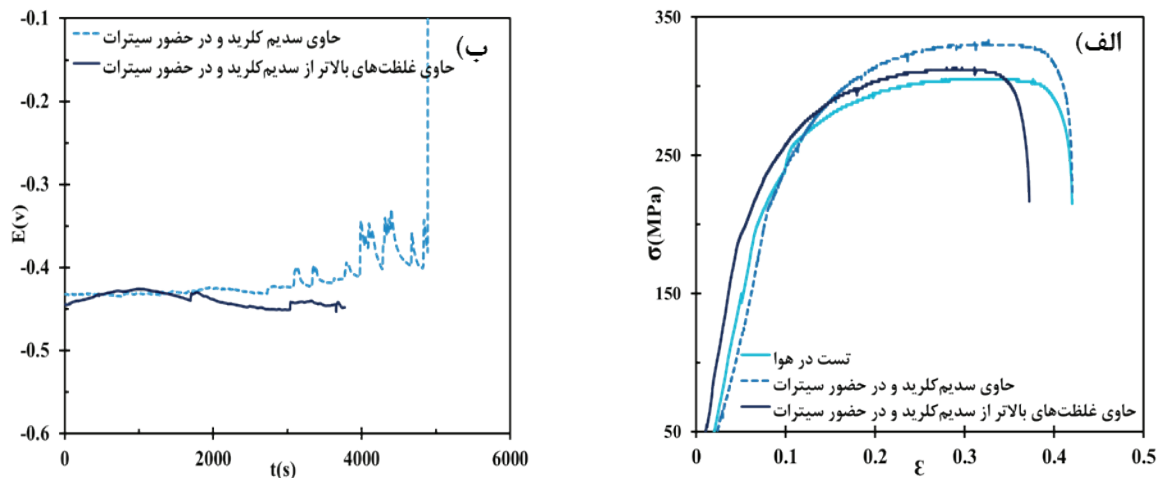 الف)
350
250
150
50
σ(MPa)
تست در هوا
حاوی سدیم کلرید و در حضور سیترات
حاوی غلظت‌های بالاتر از سدیم کلرید و در حضور سیترات
0 0.1 0.2 0.3 0.4 0.5
ε
ب)
حاوی سدیم کلرید و در حضور سیترات
حاوی غلظت‌های بالاتر از سدیم کلرید و در حضور سیترات
-0.1
-0.2
-0.3
-0.4
-0.5
-0.6
E(v)
0 2000 4000 6000
t(s)